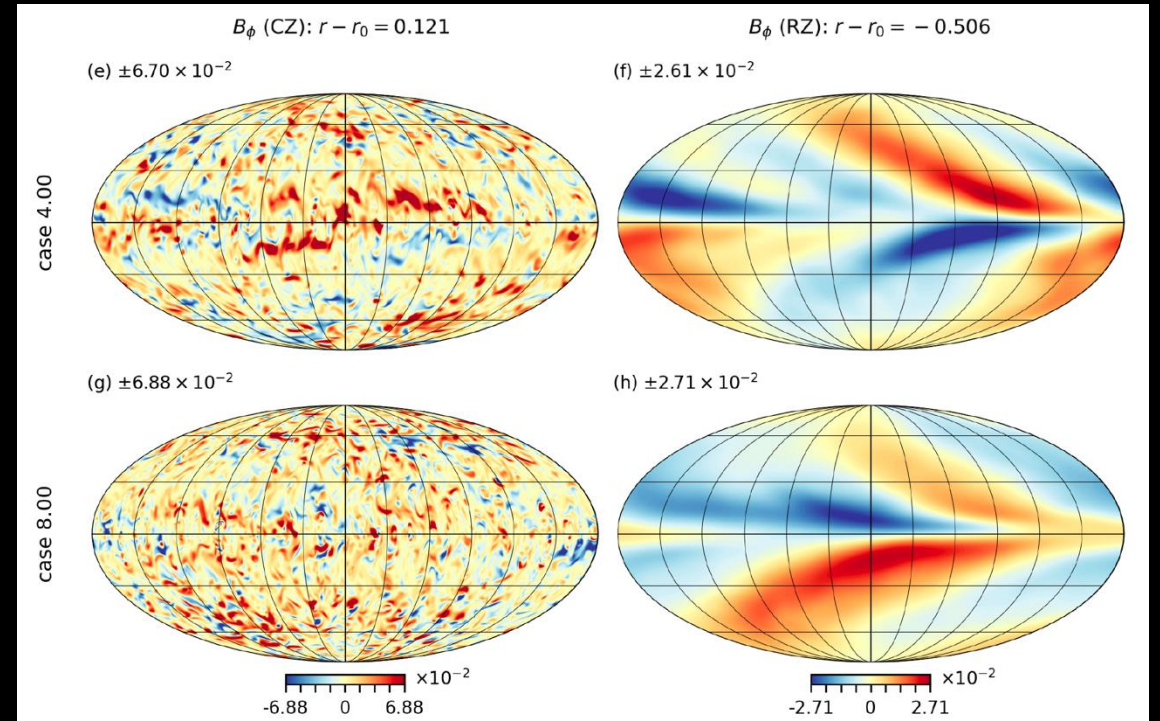 B_ϕ (CZ): r − r_0 = 0.121
B_ϕ (RZ): r − r_0 = −0.506
(e) ±6.70 × 10^{−2}
(f) ±2.61 × 10^{−2}
case 4.00
(g) ±6.88 × 10^{−2}
(h) ±2.71 × 10^{−2}
case 8.00
×10^{−2}
-6.88 0 6.88
×10^{−2}
-2.71 0 2.71